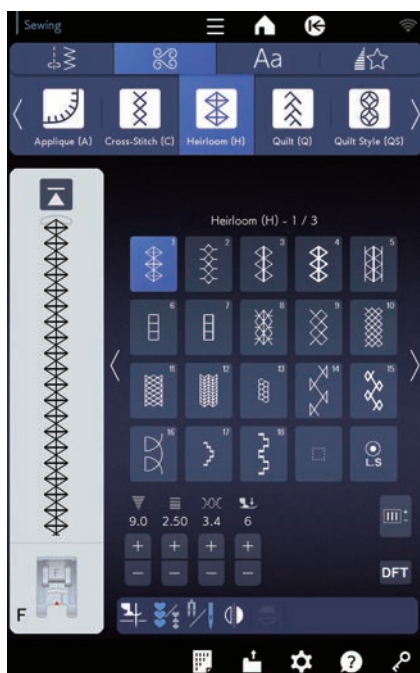 Sewing
Aa
Applique (A) Cross-Stitch (C) Heirloom (H) Quilt (Q) Quilt Style (QS)
Heirloom (H) - 1 / 3
1 2 3 4 5
6 7 8 9 10
11 12 13 14 15
16 17 18 L.S
9.0 2.50 3.4 6
+ + + +
− − − −
DFT
F
F
?